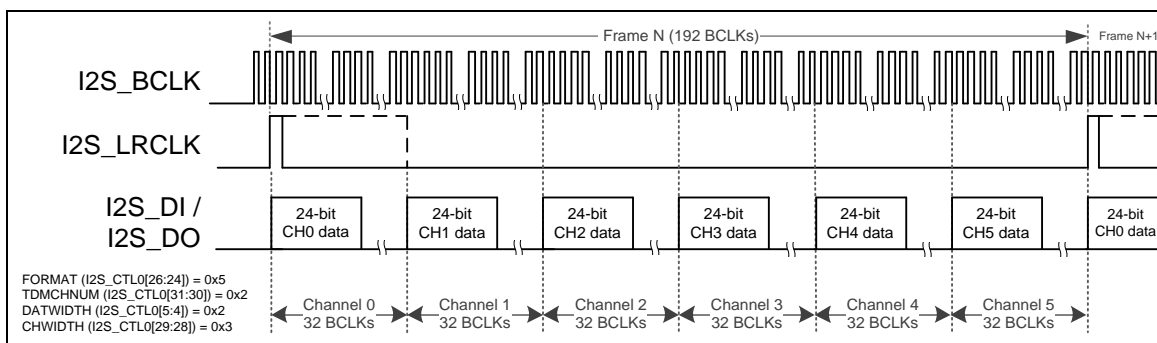 Frame N (192 BCLKs)
Frame N+1
I2S_BCLK
I2S_LRCLK
I2S_DI /
I2S_DO
24-bit
CH0 data
24-bit
CH1 data
24-bit
CH2 data
24-bit
CH3 data
24-bit
CH4 data
24-bit
CH5 data
24-bit
CH0 data
FORMAT (I2S_CTL0[26:24]) = 0x5
TDMCHNUM (I2S_CTL0[31:30]) = 0x2
DATWIDTH (I2S_CTL0[5:4]) = 0x2
CHWIDTH (I2S_CTL0[29:28]) = 0x3
Channel 0
32 BCLKs
Channel 1
32 BCLKs
Channel 2
32 BCLKs
Channel 3
32 BCLKs
Channel 4
32 BCLKs
Channel 5
32 BCLKs